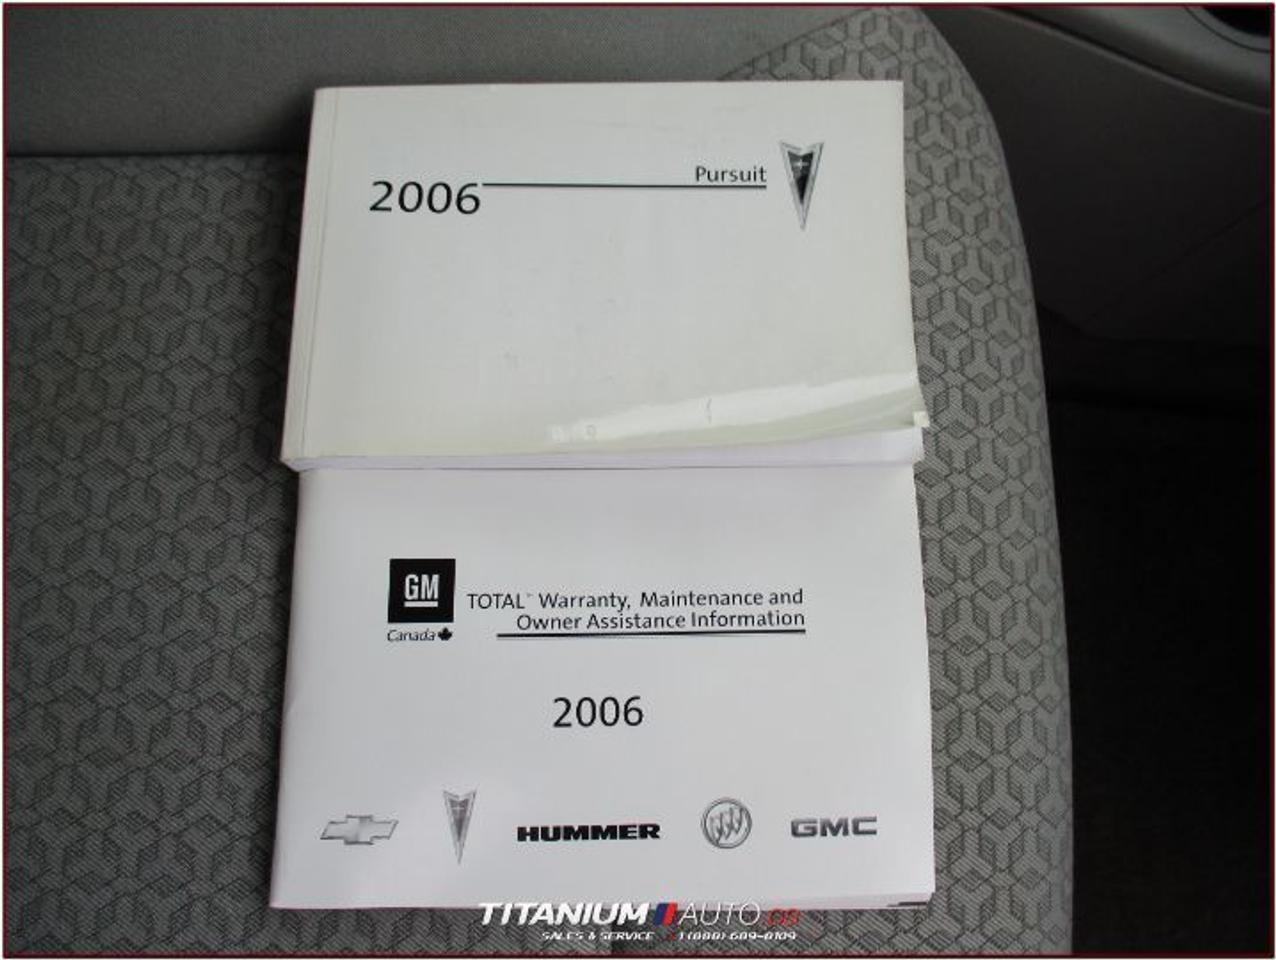 2006
Pursuit
GM
Canada
TOTAL™ Warranty, Maintenance and
Owner Assistance Information
2006
HUMMER
GMC
TITANIUM AUTO
SALES & SERVICE